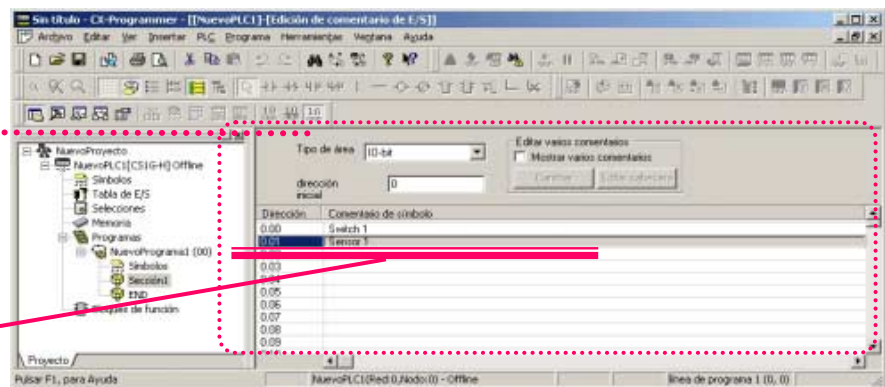 Sin título - CX-Programmer - [[NuevoPLC1]-[Edición de comentario de E/S]]
Archivo Editar Ver Insertar PLC Programa Herramientas Ventana Ayuda
NuevoProyecto
NuevoPLC1[CS1G-H] Offline
Símbolos
Tabla de E/S
Selecciones
Memoria
Programas
NuevoPrograma1 (00)
Símbolos
Sección1
END
Bloques de función
Proyecto
Tipo de área
IO-bit
dirección inicial
0
Editar varios comentarios
Mostrar varios comentarios
Cambiar
Editar cabecera
Dirección Comentario de símbolo
0.00 Switch 1
0.01 Sensor 1
0.03
0.05
0.06
0.07
0.08
0.09
Pulsar F1, para Ayuda
NuevoPLC1(Red:0,Nodo:0) - Offline
línea de programa 1 (0, 0)